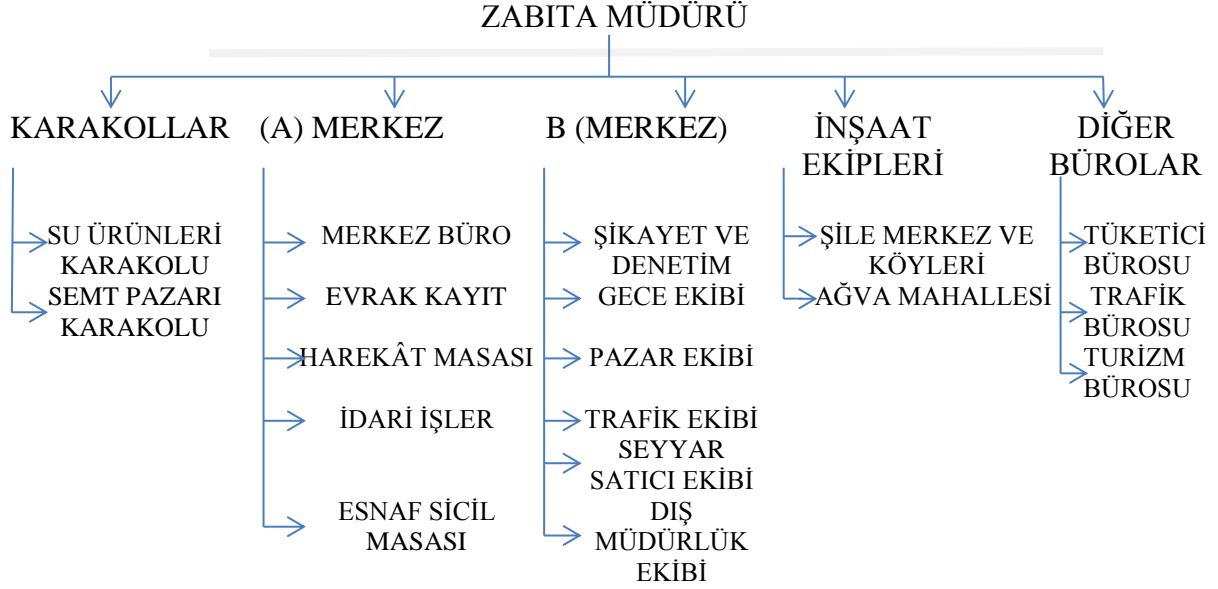 ZABITA MÜDÜRÜ
KARAKOLLAR
SU ÜRÜNLERİ
KARAKOLU
SEMT PAZARI
KARAKOLU
(A) MERKEZ
MERKEZ BÜRO
EVRAK KAYIT
HAREKÂT MASASI
İDARİ İŞLER
ESNAF SİCİL
MASASI
B (MERKEZ)
ŞİKAYET VE
DENETİM
GECE EKİBİ
PAZAR EKİBİ
TRAFİK EKİBİ
SEYYAR
SATICI EKİBİ
DIŞ
MÜDÜRLÜK
EKİBİ
İNŞAAT
EKİPLERİ
ŞİLE MERKEZ VE
KÖYLERİ
AĞVA MAHALLESİ
DİĞER
BÜROLAR
TÜKETİCİ
BÜROSU
TRAFİK
BÜROSU
TURİZM
BÜROSU